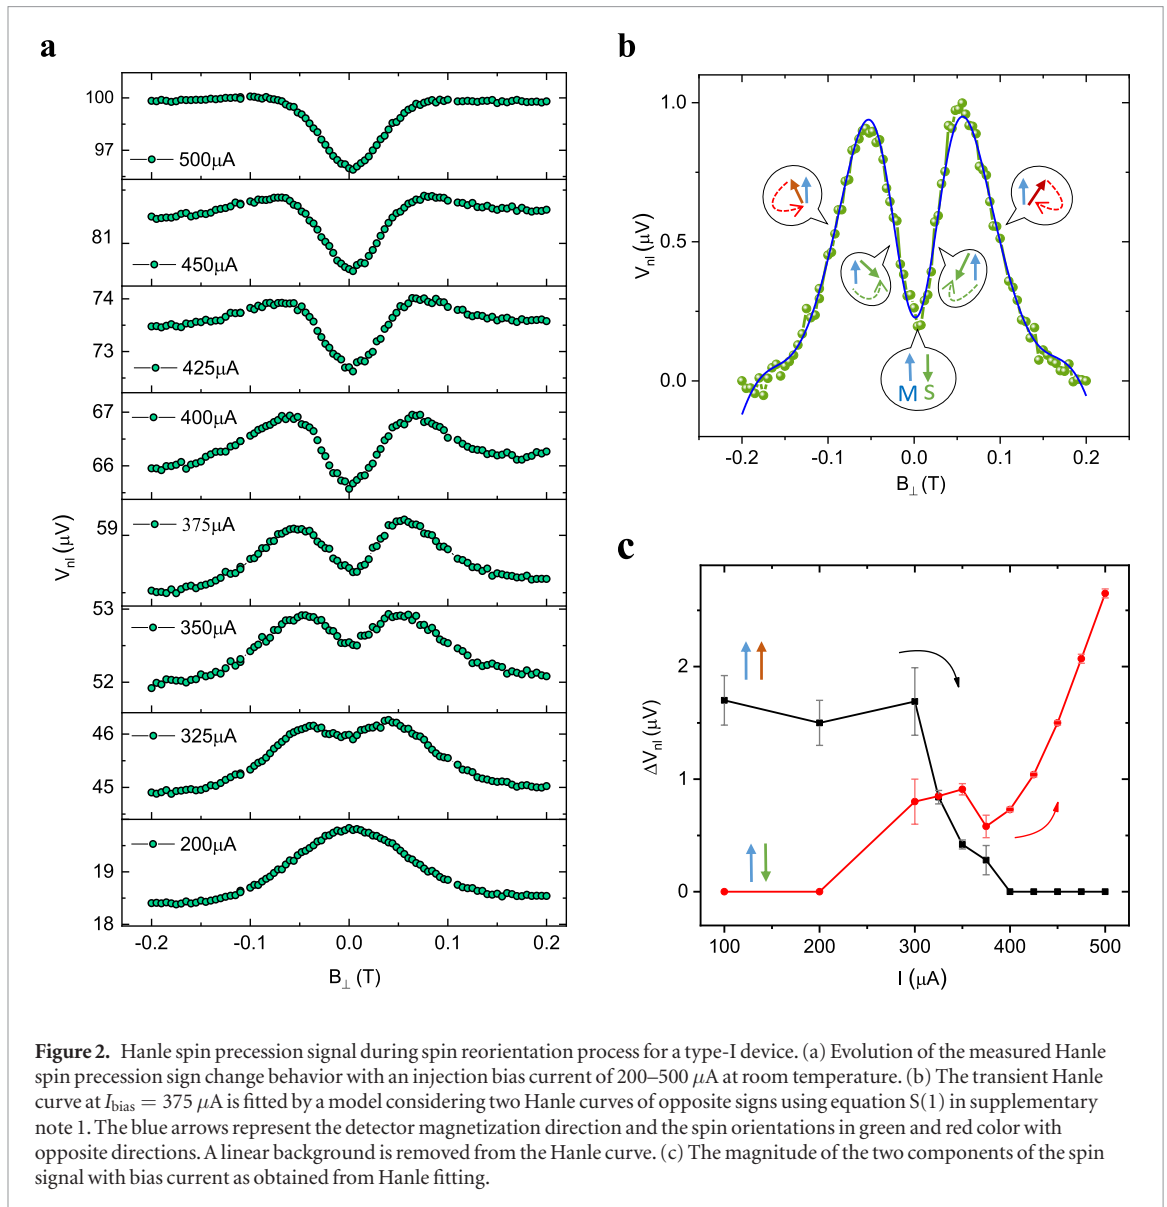 a
100
97
500μA
81
450μA
74
73
425μA
67
66
400μA
59
375μA
53
52
350μA
46
45
325μA
19
18
200μA
V_nl (μV)
-0.2
-0.1
0.0
0.1
0.2
B_⊥ (T)
b
1.0
0.5
0.0
V_nl (μV)
M S
-0.2
-0.1
0.0
0.1
0.2
B_⊥ (T)
c
2
1
0
ΔV_nl (μV)
100
200
300
400
500
I (μA)
Figure 2. Hanle spin precession signal during spin reorientation process for a type-I device. (a) Evolution of the measured Hanle
spin precession sign change behavior with an injection bias current of 200–500 μA at room temperature. (b) The transient Hanle
curve at I_bias = 375 μA is fitted by a model considering two Hanle curves of opposite signs using equation S(1) in supplementary
note 1. The blue arrows represent the detector magnetization direction and the spin orientations in green and red color with
opposite directions. A linear background is removed from the Hanle curve. (c) The magnitude of the two components of the spin
signal with bias current as obtained from Hanle fitting.